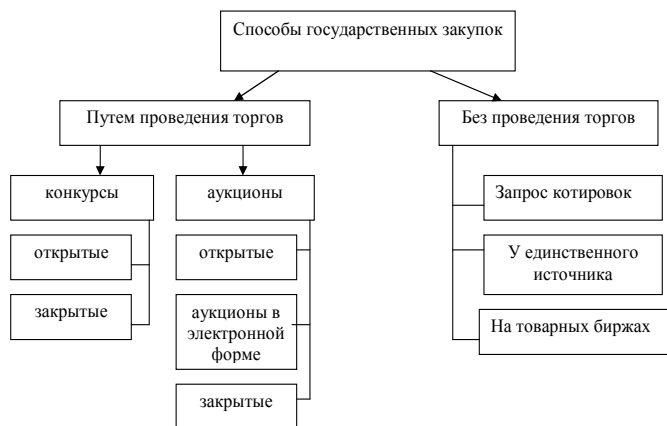 Способы государственных закупок
Путем проведения торгов
Без проведения торгов
конкурсы
аукционы
Запрос котировок
открытые
открытые
У единственного
источника
закрытые
аукционы в
электронной
форме
На товарных биржах
закрытые